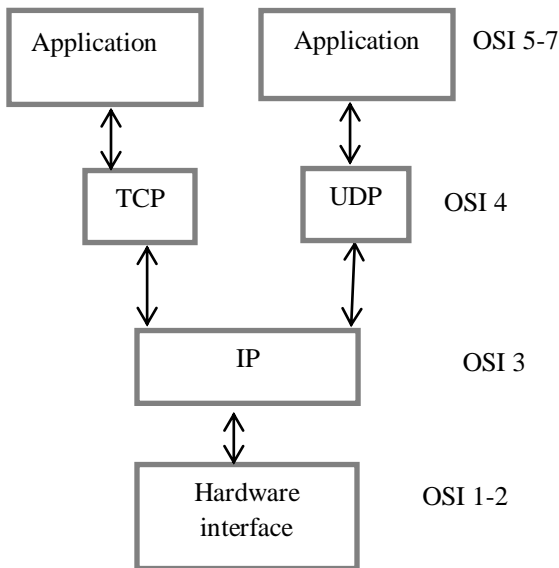 Application
Application
OSI 5-7
TCP
UDP
OSI 4
IP
OSI 3
Hardware
interface
OSI 1-2